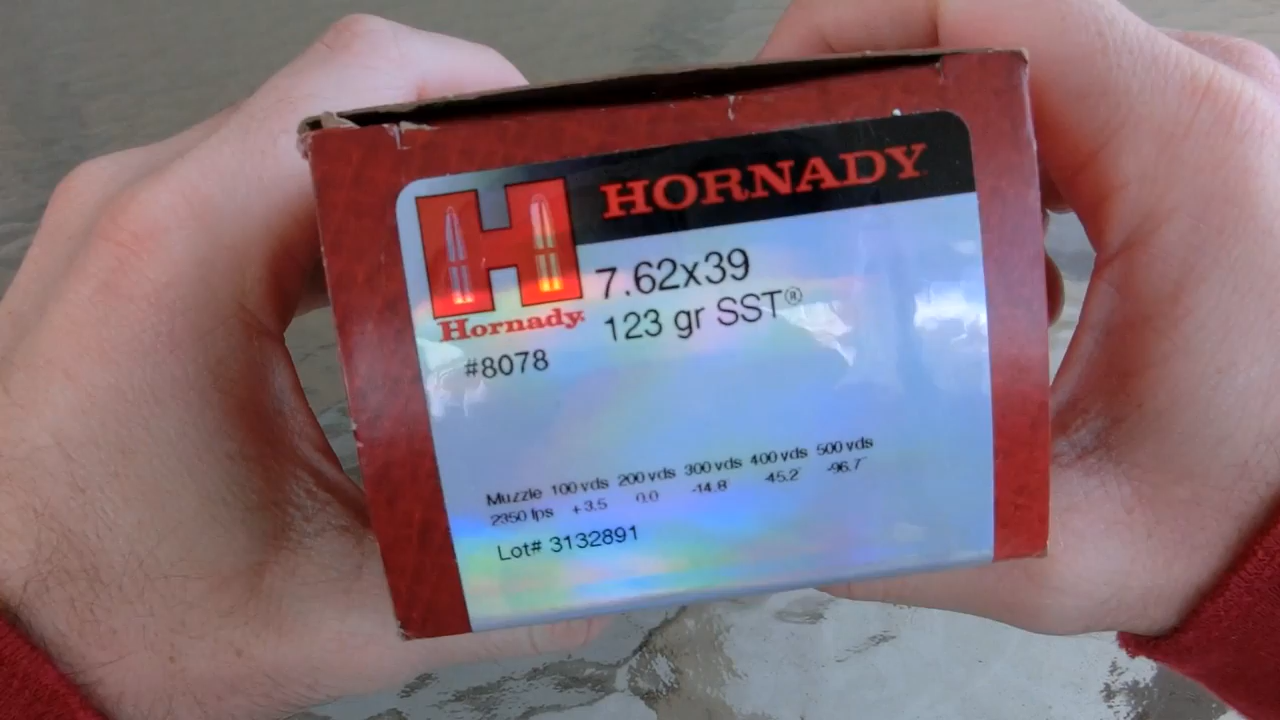 HORNADY
Hornady
7.62x39
123 gr SST®
#8078
Muzzle 100 yds 200 yds 300 yds 400 yds 500 yds
2350 fps +3.5 0.0 -14.8" -45.2" -96.7"
Lot# 3132891